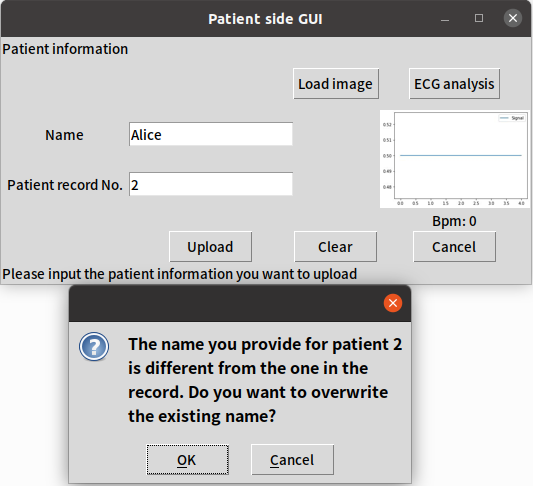 Patient side GUI
Patient information
Load image
ECG analysis
Name
Alice
Signal
0.52
0.51
0.50
0.49
0.48
0.0 0.5 1.0 1.5 2.0 2.5 3.0 3.5 4.0
Patient record No.
2
Bpm: 0
Upload
Clear
Cancel
Please input the patient information you want to upload
?
The name you provide for patient 2
is different from the one in the
record. Do you want to overwrite
the existing name?
OK
Cancel